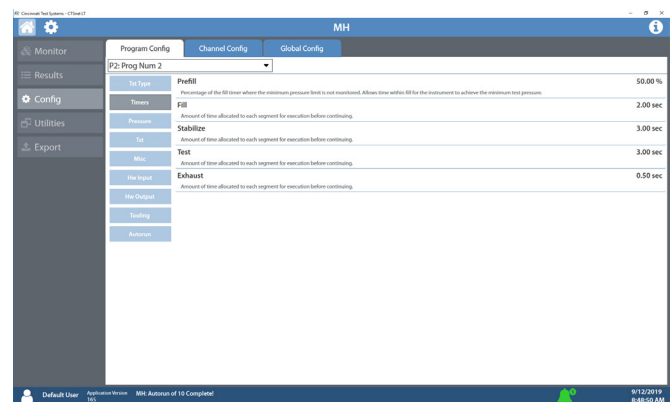 Cincinnati Test Systems - CTSnet LT
MH
Monitor
Results
Config
Utilities
Export
Program Config
Channel Config
Global Config
P2: Prog Num 2
Tst Type
Timers
Pressure
Tst
Misc
Hw Input
Hw Output
Tooling
Autorun
Prefill 50.00 %
Percentage of the fill timer where the minimum pressure limit is not monitored. Allows time within fill for the instrument to achieve the minimum test pressure.
Fill 2.00 sec
Amount of time allocated to each segment for execution before continuing.
Stabilize 3.00 sec
Amount of time allocated to each segment for execution before continuing.
Test 3.00 sec
Amount of time allocated to each segment for execution before continuing.
Exhaust 0.50 sec
Amount of time allocated to each segment for execution before continuing.
Default User
Application Version
165
MH: Autorun of 10 Complete!
9/12/2019
8:48:50 AM